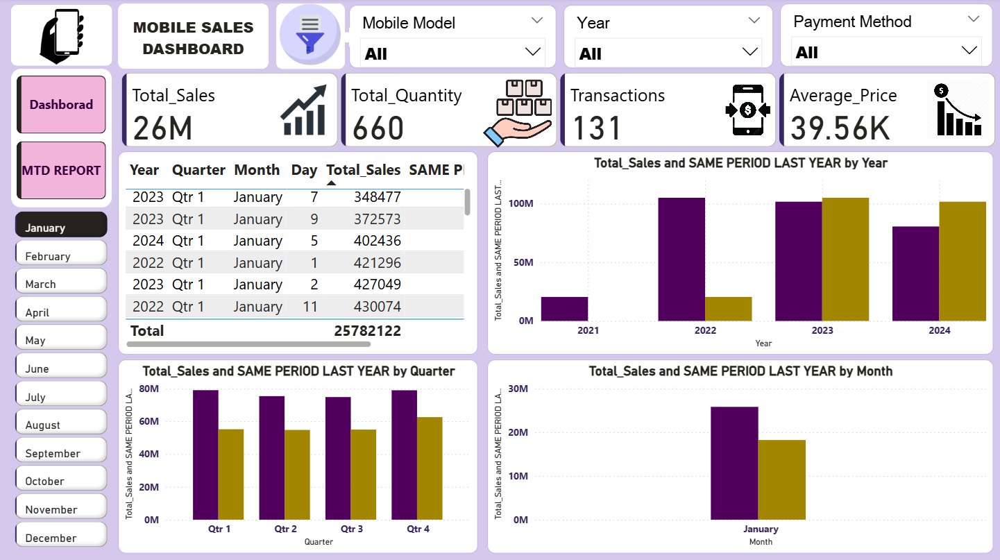 MOBILE SALES
DASHBOARD
Mobile Model
All
Year
All
Payment Method
All
Dashborad
MTD REPORT
January
February
March
April
May
June
July
August
September
October
November
December
Total_Sales
26M
Total_Quantity
660
Transactions
131
$
Average_Price
39.56K
$
Year Quarter Month Day Total_Sales SAME P
2023 Qtr 1 January 7 348477
2023 Qtr 1 January 9 372573
2024 Qtr 1 January 5 402436
2022 Qtr 1 January 1 421296
2023 Qtr 1 January 2 427049
2022 Qtr 1 January 11 430074
Total 25782122
Total_Sales and SAME PERIOD LAST YEAR by Year
Total_Sales and SAME PERIOD LAST...
100M
50M
0M
2021 2022 2023 2024
Year
Total_Sales and SAME PERIOD LAST YEAR by Quarter
Total_Sales and SAME PERIOD LA...
80M
60M
40M
20M
0M
Qtr 1 Qtr 2 Qtr 3 Qtr 4
Quarter
Total_Sales and SAME PERIOD LAST YEAR by Month
Total_Sales and SAME PERIOD LA...
30M
20M
10M
0M
January
Month